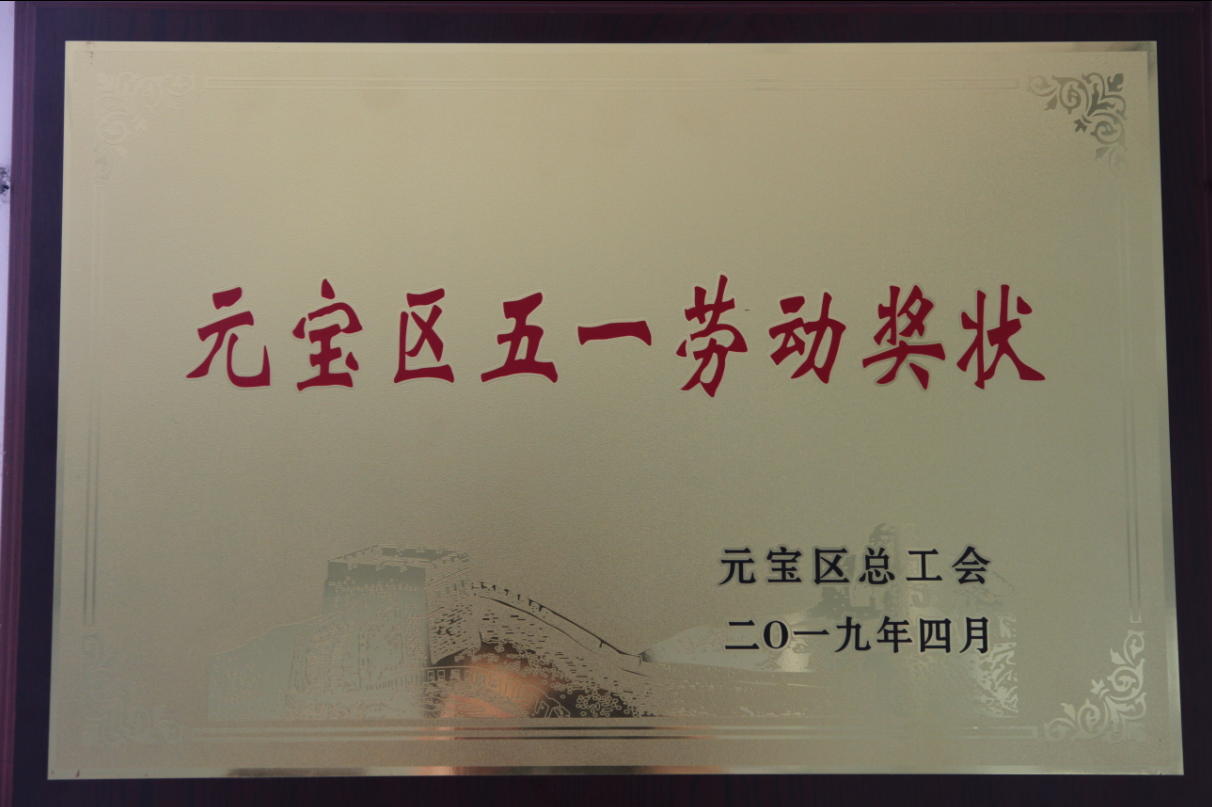 元宝区五一劳动奖状
元宝区总工会
二O一九年四月